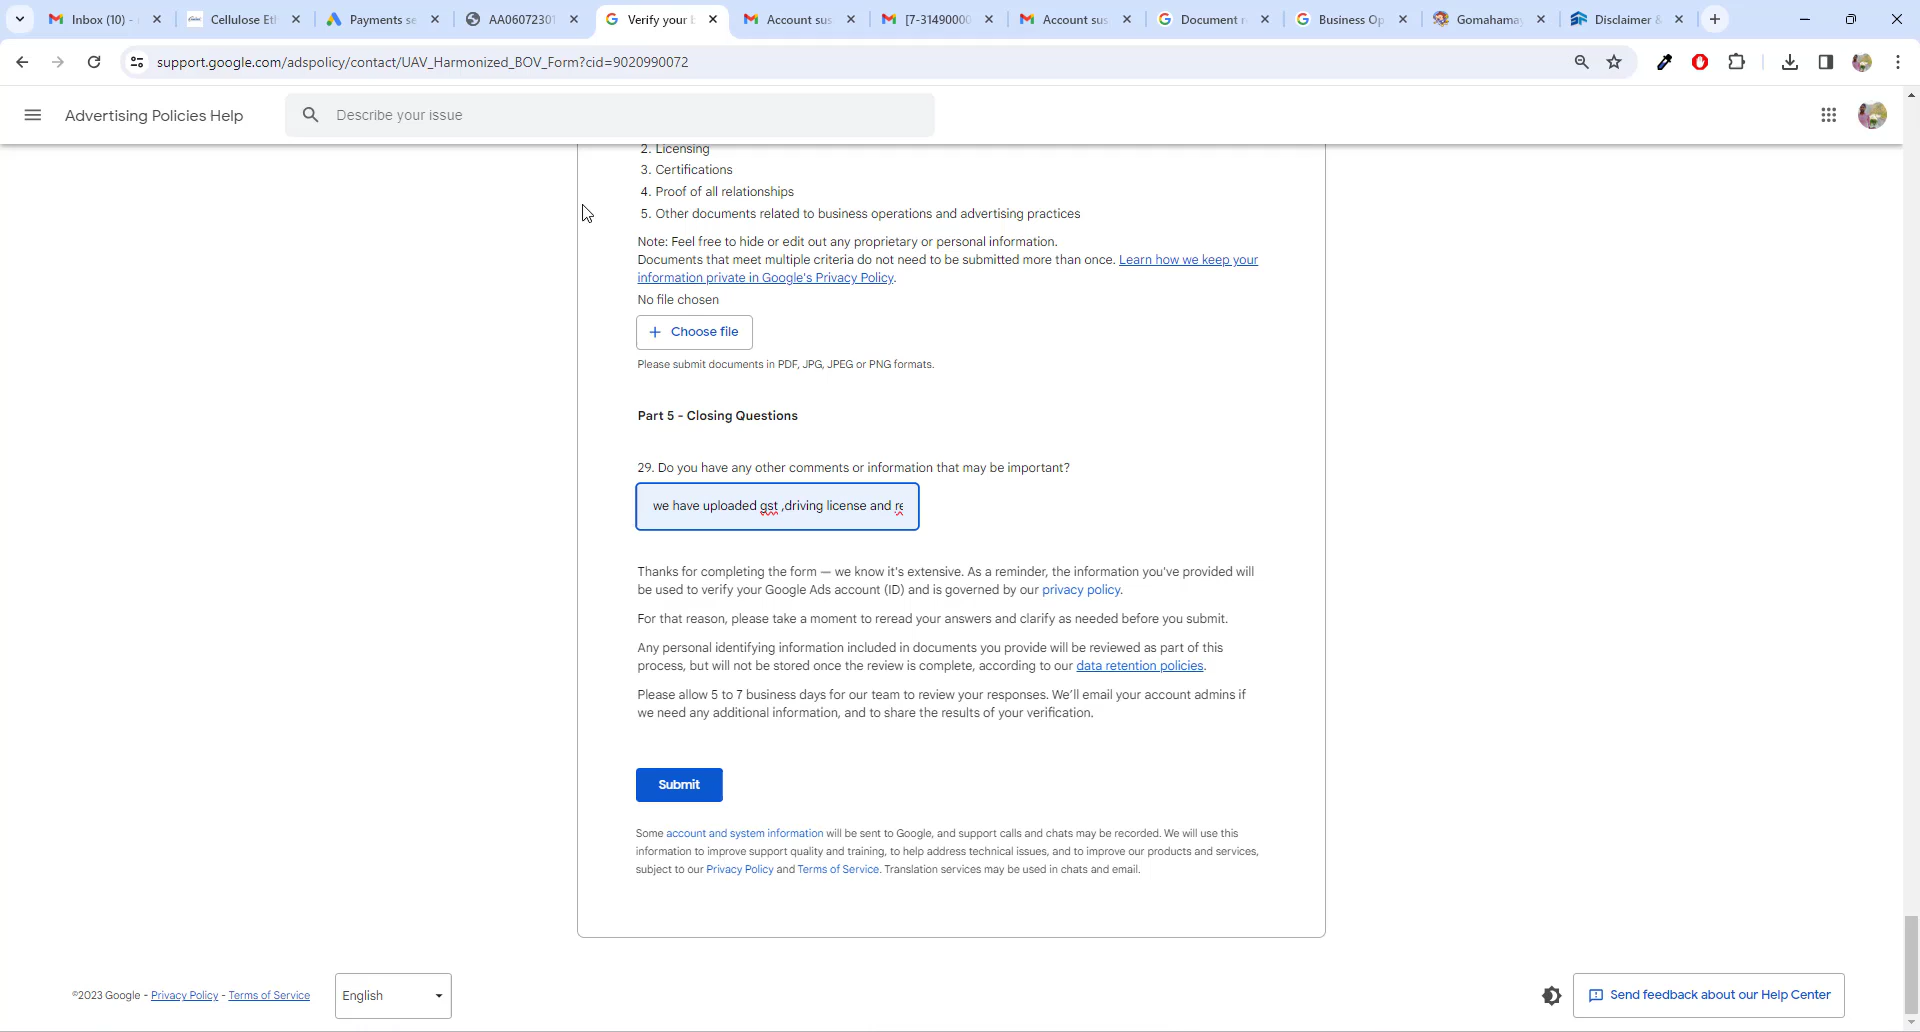 Inbox (10) -
Cellulose Eth
Payments se
AA06072301
Verify your b
Account sus
[7-31490000
Account sus
Document r
Business Op
Gomahamay
Disclaimer &
support.google.com/adspolicy/contact/UAV_Harmonized_BOV_Form?cid=9020990072
Advertising Policies Help
Describe your issue
2. Licensing
3. Certifications
4. Proof of all relationships
5. Other documents related to business operations and advertising practices
Note: Feel free to hide or edit out any proprietary or personal information.
Documents that meet multiple criteria do not need to be submitted more than once. Learn how we keep your
information private in Google's Privacy Policy.
No file chosen
+ Choose file
Please submit documents in PDF, JPG, JPEG or PNG formats.
Part 5 - Closing Questions
29. Do you have any other comments or information that may be important?
we have uploaded gst ,driving license and re
Thanks for completing the form — we know it's extensive. As a reminder, the information you've provided will
be used to verify your Google Ads account (ID) and is governed by our privacy policy.
For that reason, please take a moment to reread your answers and clarify as needed before you submit.
Any personal identifying information included in documents you provide will be reviewed as part of this
process, but will not be stored once the review is complete, according to our data retention policies.
Please allow 5 to 7 business days for our team to review your responses. We’ll email your account admins if
we need any additional information, and to share the results of your verification.
Submit
Some account and system information will be sent to Google, and support calls and chats may be recorded. We will use this
information to improve support quality and training, to help address technical issues, and to improve our products and services,
subject to our Privacy Policy and Terms of Service. Translation services may be used in chats and email.
©2023 Google - Privacy Policy - Terms of Service
English
Send feedback about our Help Center